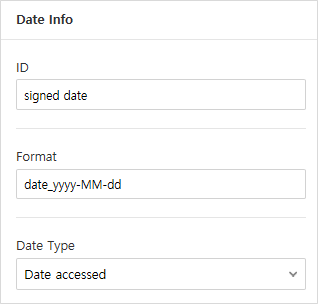 Date Info
ID
signed date
Format
date_yyyy-MM-dd
Date Type
Date accessed